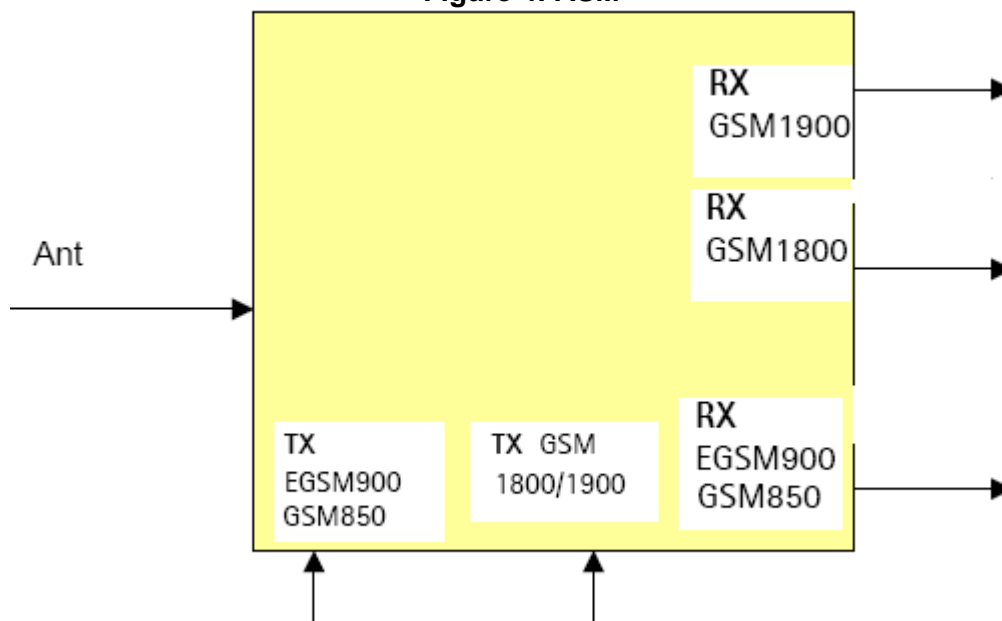 RX
GSM1900
RX
GSM1800
Ant
TX
EGSM900
GSM850
TX GSM
1800/1900
RX
EGSM900
GSM850